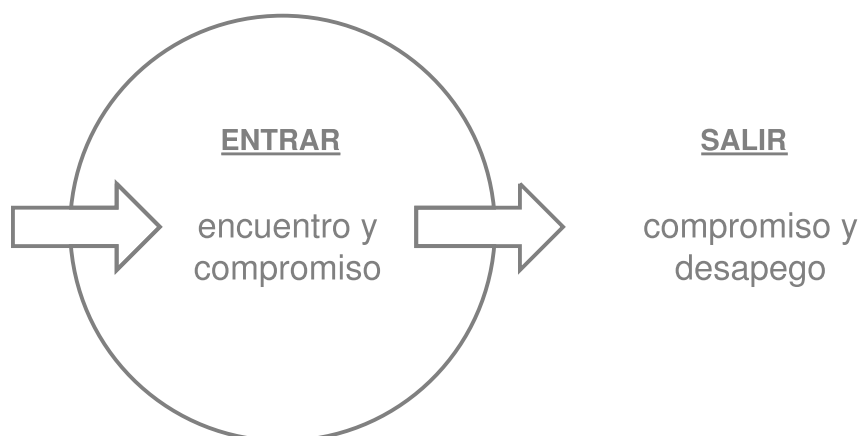 ENTRAR
encuentro y
compromiso
SALIR
compromiso y
desapego